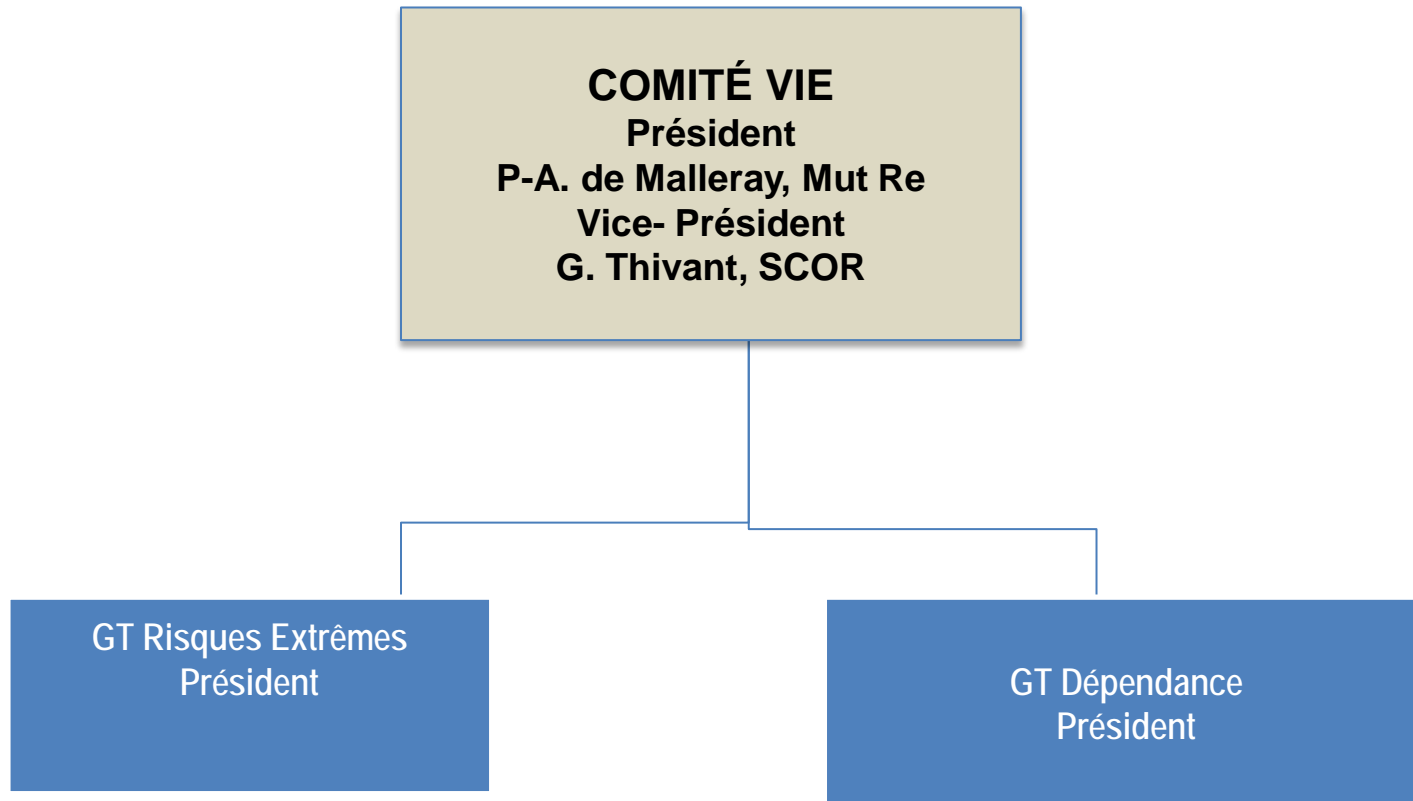 COMITÉ VIE
Président
P-A. de Malleray, Mut Re
Vice- Président
G. Thivant, SCOR
GT Risques Extrêmes
Président
GT Dépendance
Président